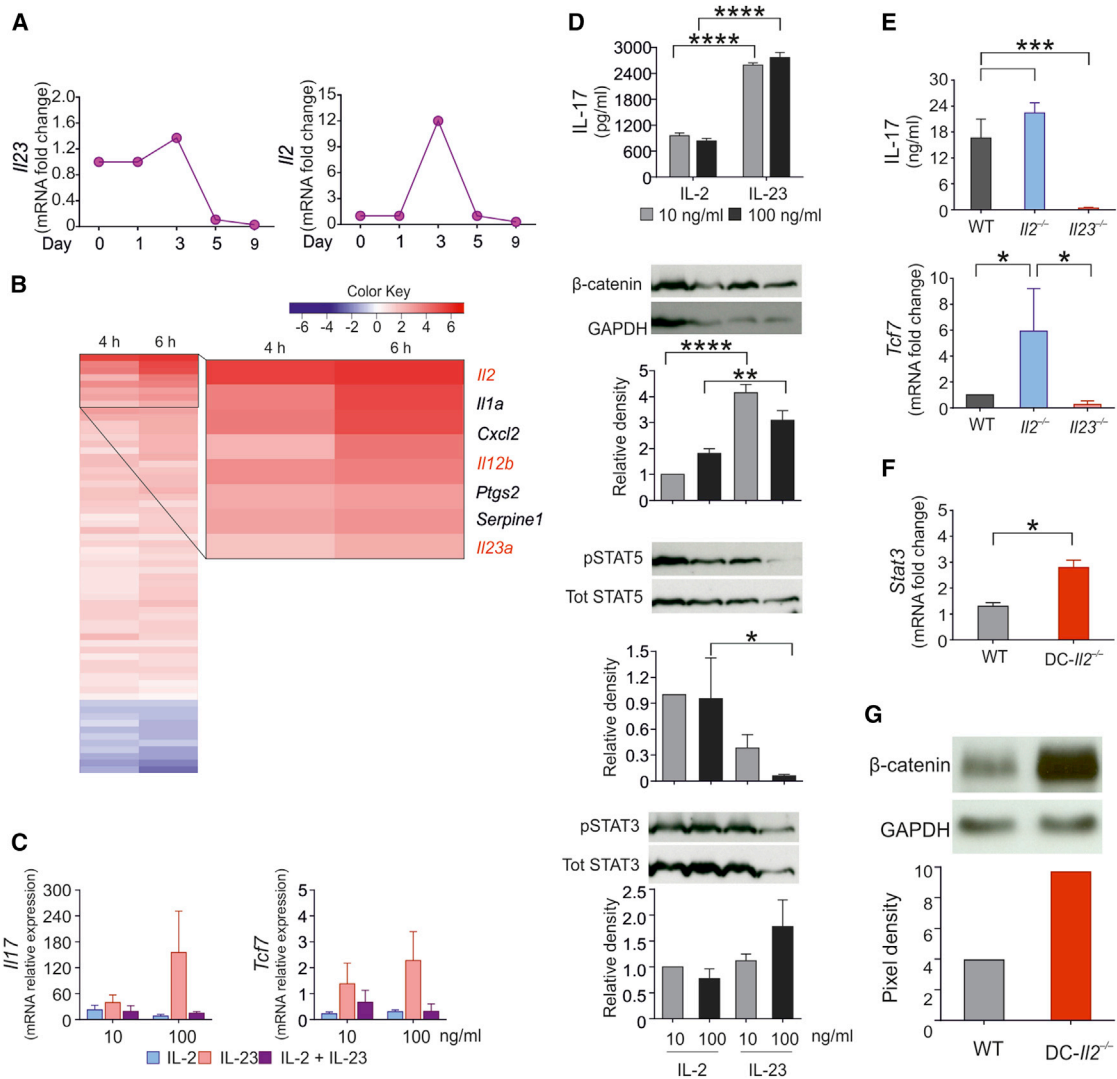 A
Il23
(mRNA fold change)
2.0
1.6
1.2
0.8
0.4
0
Day
0 1 3 5 9
Il2
(mRNA fold change)
15
12
9
6
3
0
Day
0 1 3 5 9
B
Color Key
-6 -4 -2 0 2 4 6
4 h 6 h
4 h 6 h
Il2
Il1a
Cxcl2
Il12b
Ptgs2
Serpine1
Il23a
C
Il17
(mRNA relative expression)
300
240
180
120
60
0
10 100
Tcf7
(mRNA relative expression)
5
4
3
2
1
0
10 100 ng/ml
IL-2 IL-23 IL-2 + IL-23
D
****
****
IL-17
(pg/ml)
3000
2400
1800
1200
600
0
IL-2 IL-23
10 ng/ml 100 ng/ml
β-catenin
GAPDH
****
**
Relative density
5
4
3
2
1
0
pSTAT5
Tot STAT5
*
Relative density
1.5
1.2
0.9
0.6
0.3
0
pSTAT3
Tot STAT3
Relative density
2.5
2.0
1.5
1.0
0.5
0.0
10 100 10 100 ng/ml
IL-2 IL-23
E
***
IL-17
(ng/ml)
30
24
18
12
6
0
WT Il2–/– Il23–/–
* *
Tcf7
(mRNA fold change)
10
8
6
4
2
0
WT Il2–/– Il23–/–
F
*
Stat3
(mRNA fold change)
5
4
3
2
1
0
WT DC-Il2–/–
G
β-catenin
GAPDH
Pixel density
10
8
6
4
2
0
WT DC-Il2–/–